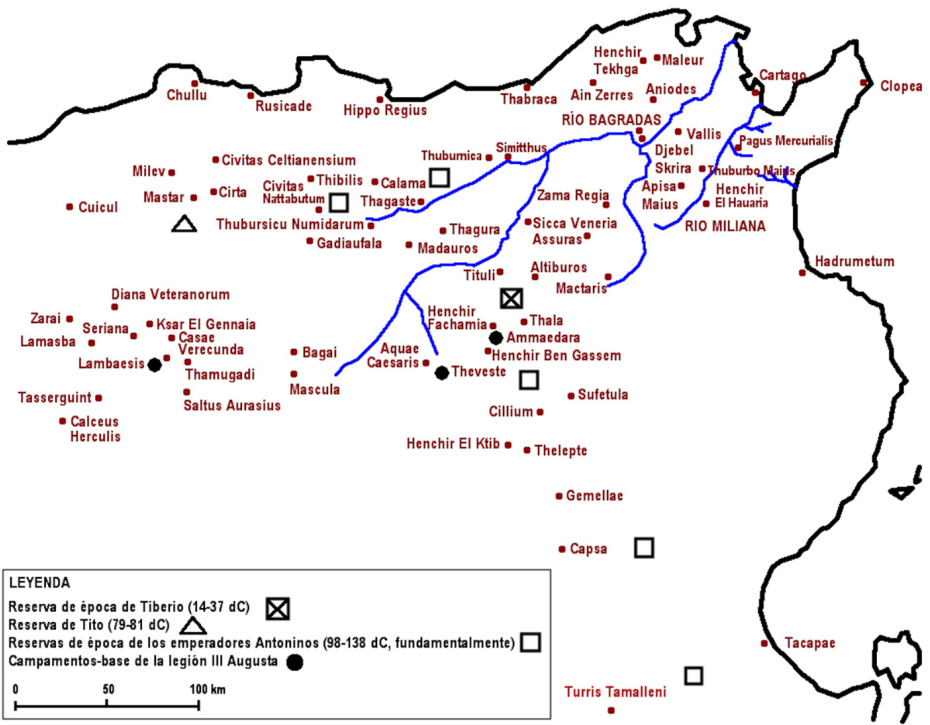 Henchir
Tekhga
Maleur
Chullu
Rusicade
Hippo Regius
Thabraca
Ain Zerres
Aniodes
Cartago
Clopea
RÍO BAGRADAS
Vallis
Pagus Mercurialis
Djebel
Skrira
Thuburnica
Simitthus
Thuburbo Maiüs
Civitas Celtianensium
Milev
Mastar
Cirta
Civitas
Nattabutum
Thibilis
Calama
Thagaste
Cuicul
Thubursicu Numidarum
Gadiaufala
Madauros
Thagura
Zama Regia
Sicca Veneria
Assuras
Apisa
Maius
Henchir
El Hauaria
RIO MILIANA
Hadrumetum
Tituli
Altiburos
Mactaris
Diana Veteranorum
Zarai
Lamasba
Seriana
Ksar El Gennaia
Casae
Verecunda
Lambaesis
Thamugadi
Saltus Aurasius
Tasserguint
Calceus
Herculis
Bagai
Mascula
Aquae
Caesaris
Theveste
Henchir
Fachamia
Thala
Ammaedara
Henchir Ben Gassem
Sufetula
Cillium
Henchir El Ktib
Thelepte
Gemellae
Capsa
Tacapae
Turris Tamalleni
LEYENDA
Reserva de época de Tiberio (14-37 dC)
Reserva de Tito (79-81 dC)
Reservas de época de los emperadores Antoninos (98-138 dC, fundamentalmente)
Campamentos-base de la legión III Augusta
0 50 100 km